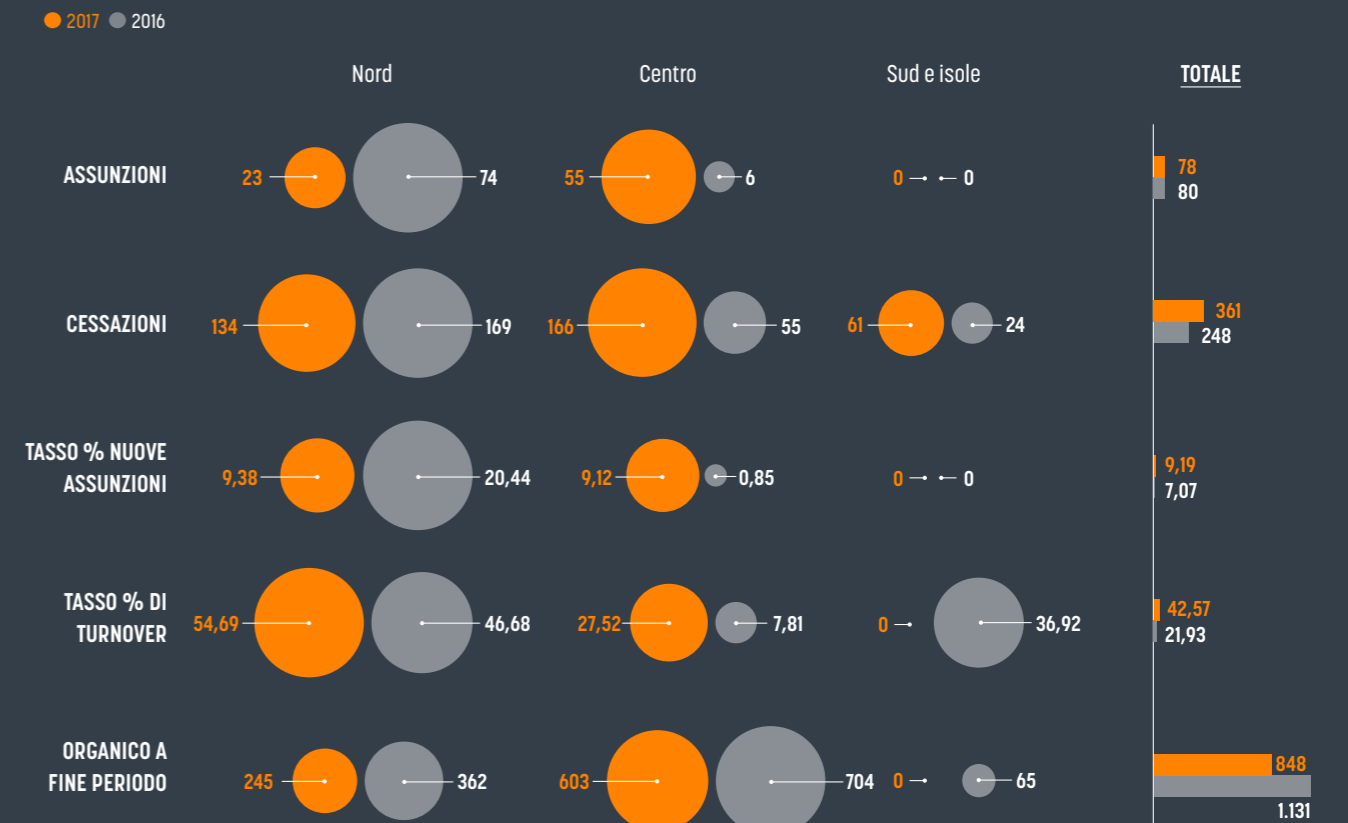 2017 2016
Nord Centro Sud e isole TOTALE
ASSUNZIONI 23 74 55 6 0 0 78
80
CESSAZIONI 134 169 166 55 61 24 361
248
TASSO % NUOVE
ASSUNZIONI 9,38 20,44 9,12 0,85 0 0 9,19
7,07
TASSO % DI
TURNOVER 54,69 46,68 27,52 7,81 0 36,92 42,57
21,93
ORGANICO A
FINE PERIODO 245 362 603 704 0 65 848
1.131